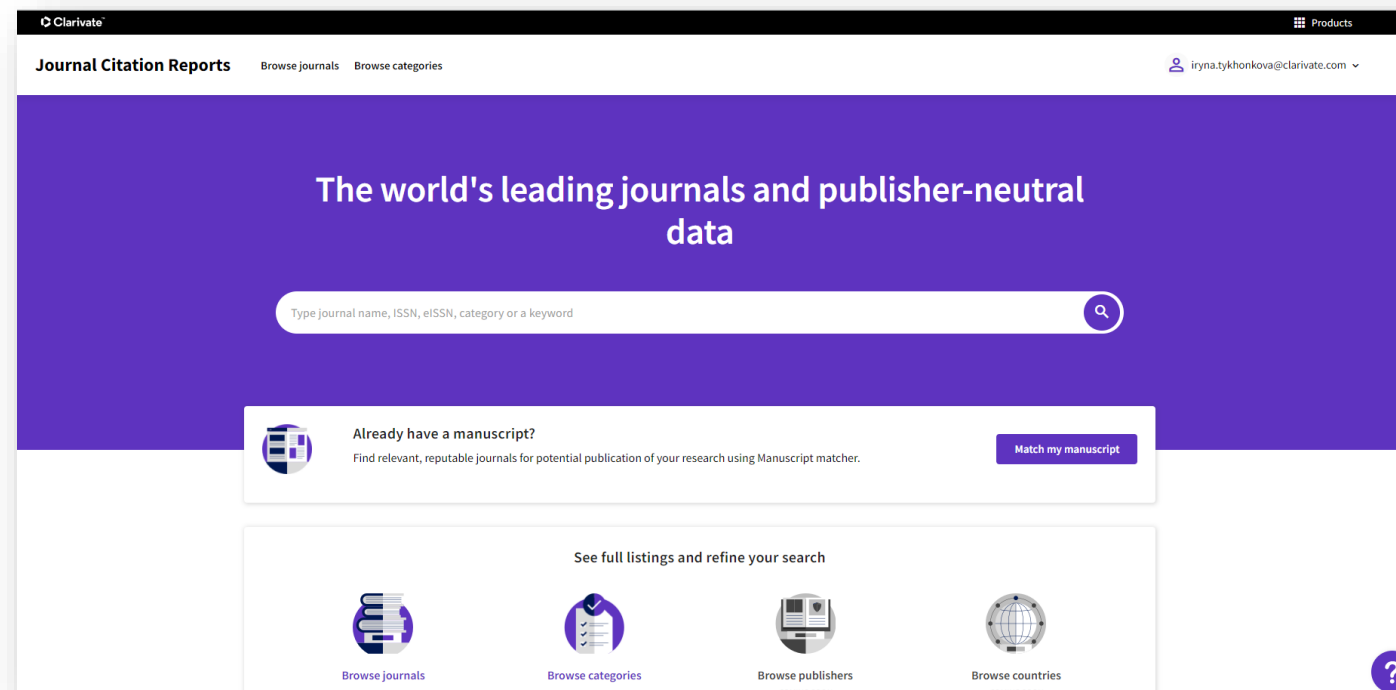 Clarivate™
Products
Journal Citation Reports
Browse journals
Browse categories
iryna.tykhonkova@clarivate.com
The world's leading journals and publisher-neutral
data
Type journal name, ISSN, eISSN, category or a keyword
Already have a manuscript?
Find relevant, reputable journals for potential publication of your research using Manuscript matcher.
Match my manuscript
See full listings and refine your search
Browse journals
Browse categories
Browse publishers
Browse countries
?